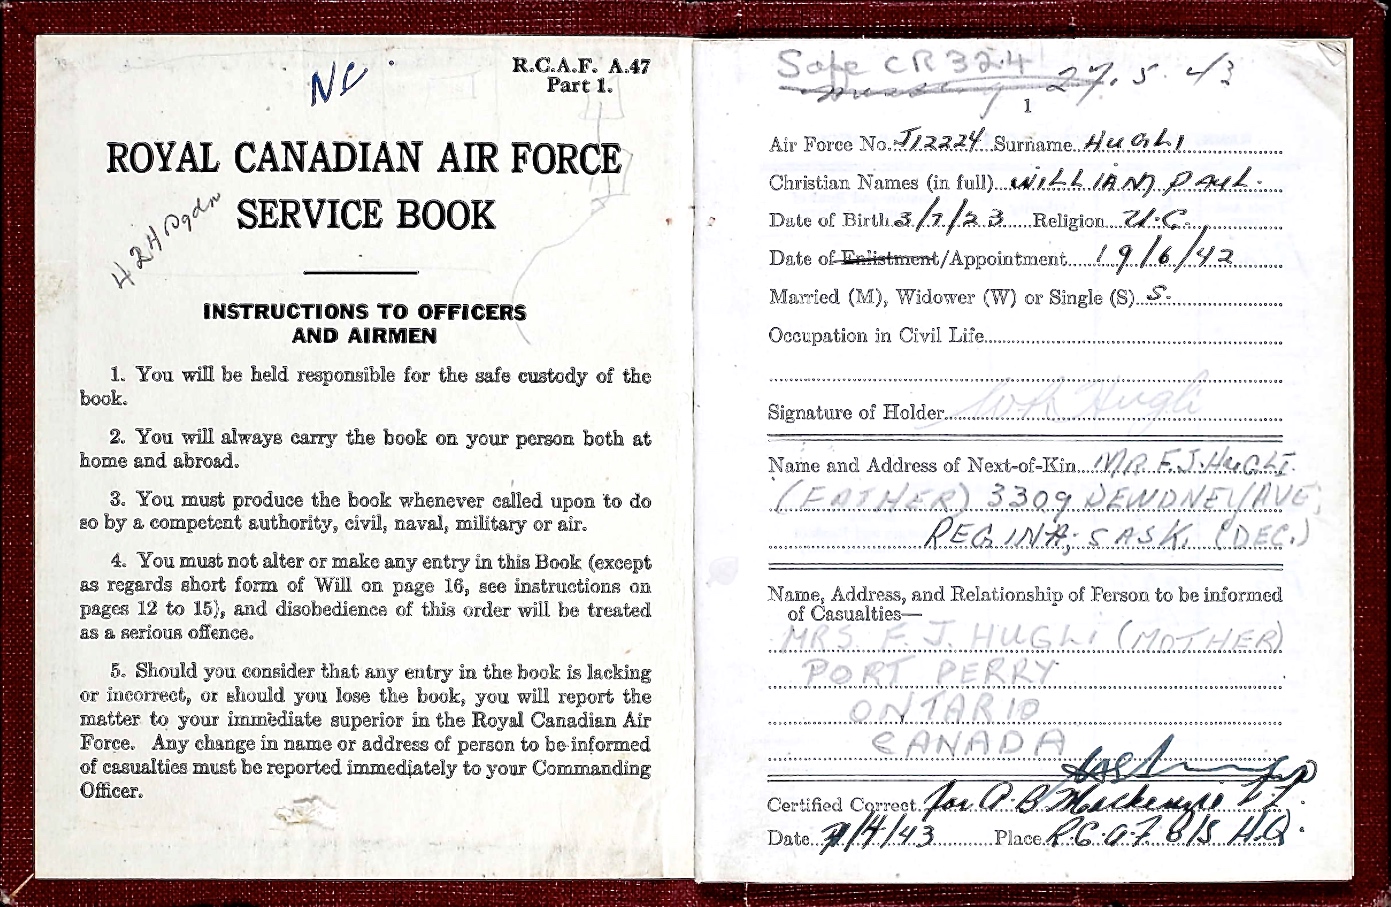 NC
R.C.A.F. A.47
Part 1.
ROYAL CANADIAN AIR FORCE
SERVICE BOOK
42H Ogdn
INSTRUCTIONS TO OFFICERS
AND AIRMEN
1. You will be held responsible for the safe custody of the
book.
2. You will always carry the book on your person both at
home and abroad.
3. You must produce the book whenever called upon to do
so by a competent authority, civil, naval, military or air.
4. You must not alter or make any entry in this Book (except
as regards short form of Will on page 16, see instructions on
pages 12 to 15), and disobedience of this order will be treated
as a serious offence.
5. Should you consider that any entry in the book is lacking
or incorrect, or should you lose the book, you will report the
matter to your immediate superior in the Royal Canadian Air
Force. Any change in name or address of person to be informed
of casualties must be reported immediately to your Commanding
Officer.
Safe CR 324
missing 27.5.43
1
Air Force No. J12224 Surname HUGLI
Christian Names (in full) WILLIAM PAUL.
Date of Birth 3/7/23 Religion U.C.
Date of Enlistment/Appointment 19/6/42
Married (M), Widower (W) or Single (S) S.
Occupation in Civil Life
Signature of Holder W P Hugli
Name and Address of Next-of-Kin MR F.J. HUGLI.
(FATHER) 3309 DEWDNEY AVE,
REGINA, SASK. (DEC.)
Name, Address, and Relationship of Person to be informed
of Casualties—
MRS. F. J. HUGLI (MOTHER)
PORT PERRY
ONTARIO
CANADA
Certified Correct for A B Mackenzie F/L.
Date 7/4/43 Place R.C.A.F. O/S H.Q.